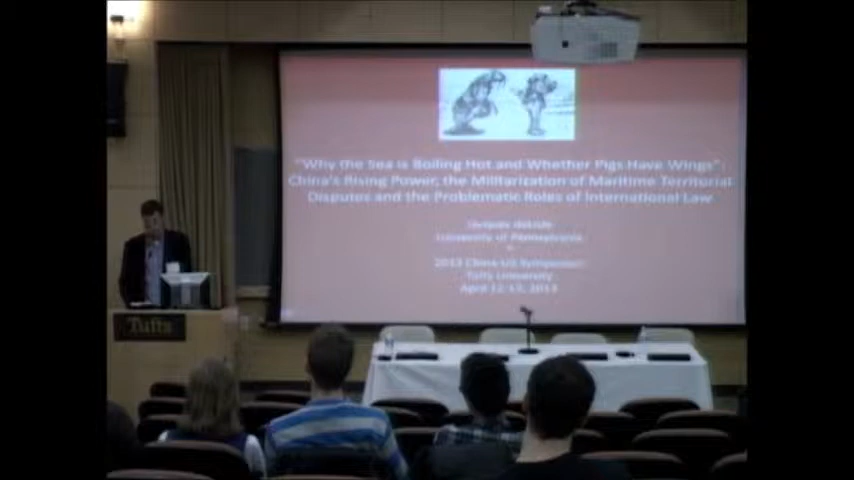 "Why the Sea is Boiling Hot and Whether Pigs Have Wings":
China's Rising Power, the Militarization of Maritime Territorial
Disputes and the Problematic Roles of International Law
University of Pennsylvania
2013 China-US Symposium
Tufts University
April 12-13, 2013
Tufts